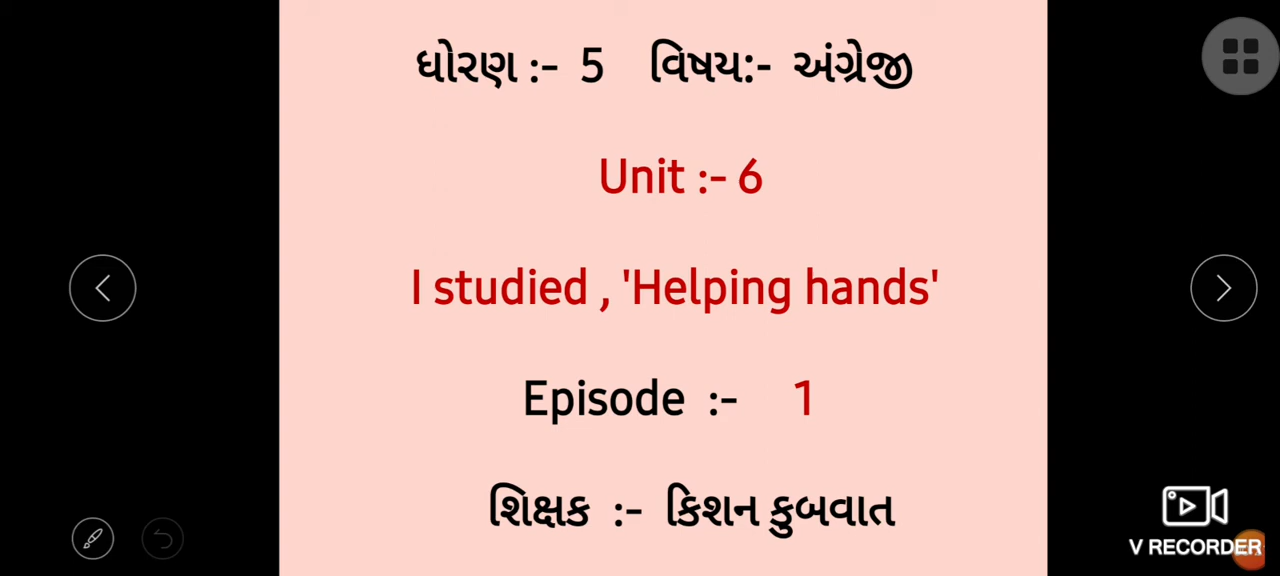 ધોરણ :- 5 વિષય:- અંગ્રેજી
Unit :- 6
I studied , 'Helping hands'
Episode :- 1
શિક્ષક :- કિશન કુબવાત
V RECORDER